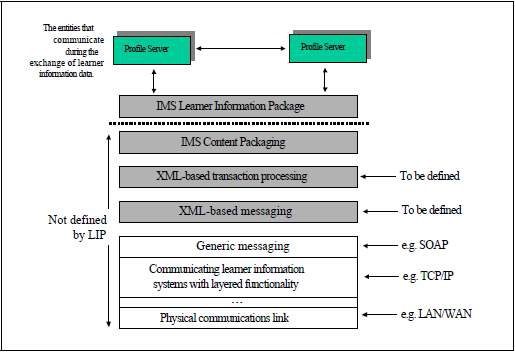 The entities that
communicate
during the
exchange of learner
information data.
Profile Server
Profile Server
IMS Learner Information Package
IMS Content Packaging
XML-based transaction processing
To be defined
XML-based messaging
To be defined
Not defined
by LIP
Generic messaging
e.g. SOAP
Communicating learner information
systems with layered functionality
e.g. TCP/IP
...
Physical communications link
e.g. LAN/WAN